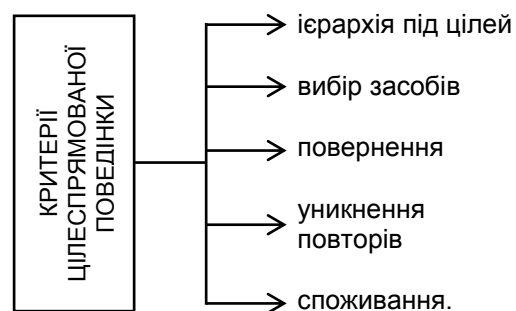 КРИТЕРІЇ
ЦІЛЕСПРЯМОВАНОЇ
ПОВЕДІНКИ
ієрархія під цілей
вибір засобів
повернення
уникнення
повторів
споживання.